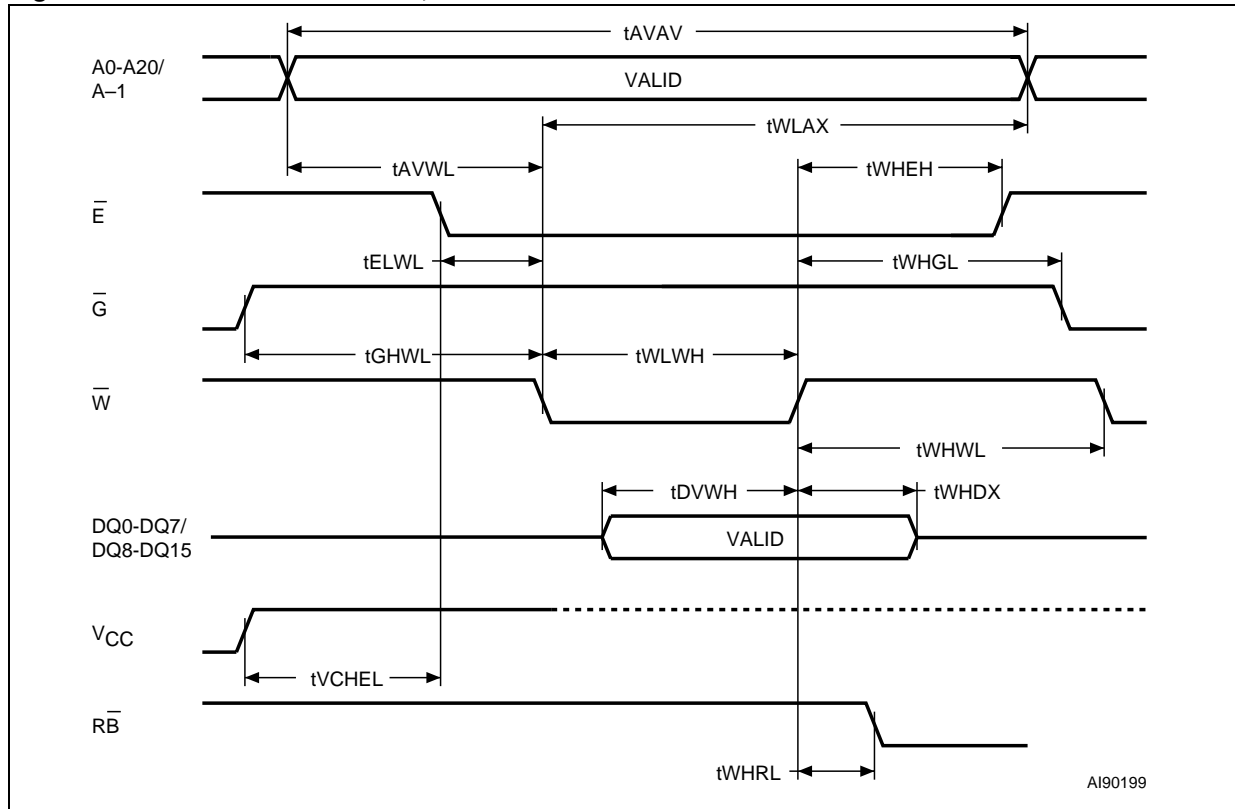 tAVAV
A0-A20/
A–1
VALID
tWLAX
tAVWL
tWHEH
E̅
tELWL
tWHGL
G̅
tGHWL
tWLWH
W̅
tWHWL
tDVWH
tWHDX
DQ0-DQ7/
DQ8-DQ15
VALID
VCC
tVCHEL
RB̅
tWHRL
AI90199